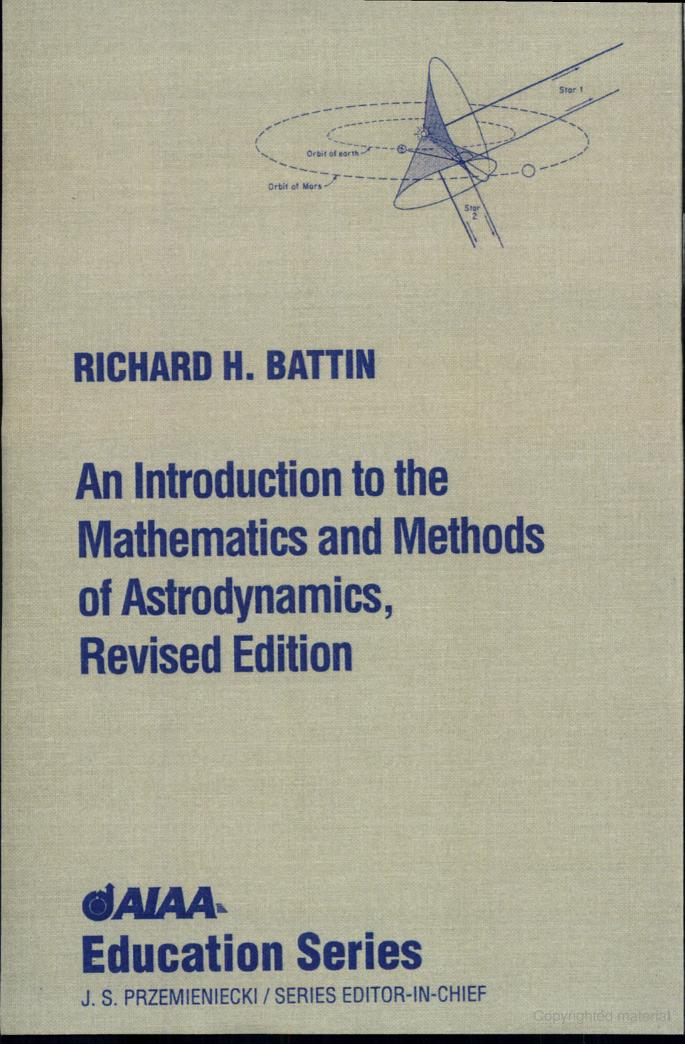 Star 1
Orbit of earth
Orbit of Mars
Star
2
RICHARD H. BATTIN
An Introduction to the
Mathematics and Methods
of Astrodynamics,
Revised Edition
AIAA
Education Series
J. S. PRZEMIENIECKI / SERIES EDITOR-IN-CHIEF
Copyrighted material